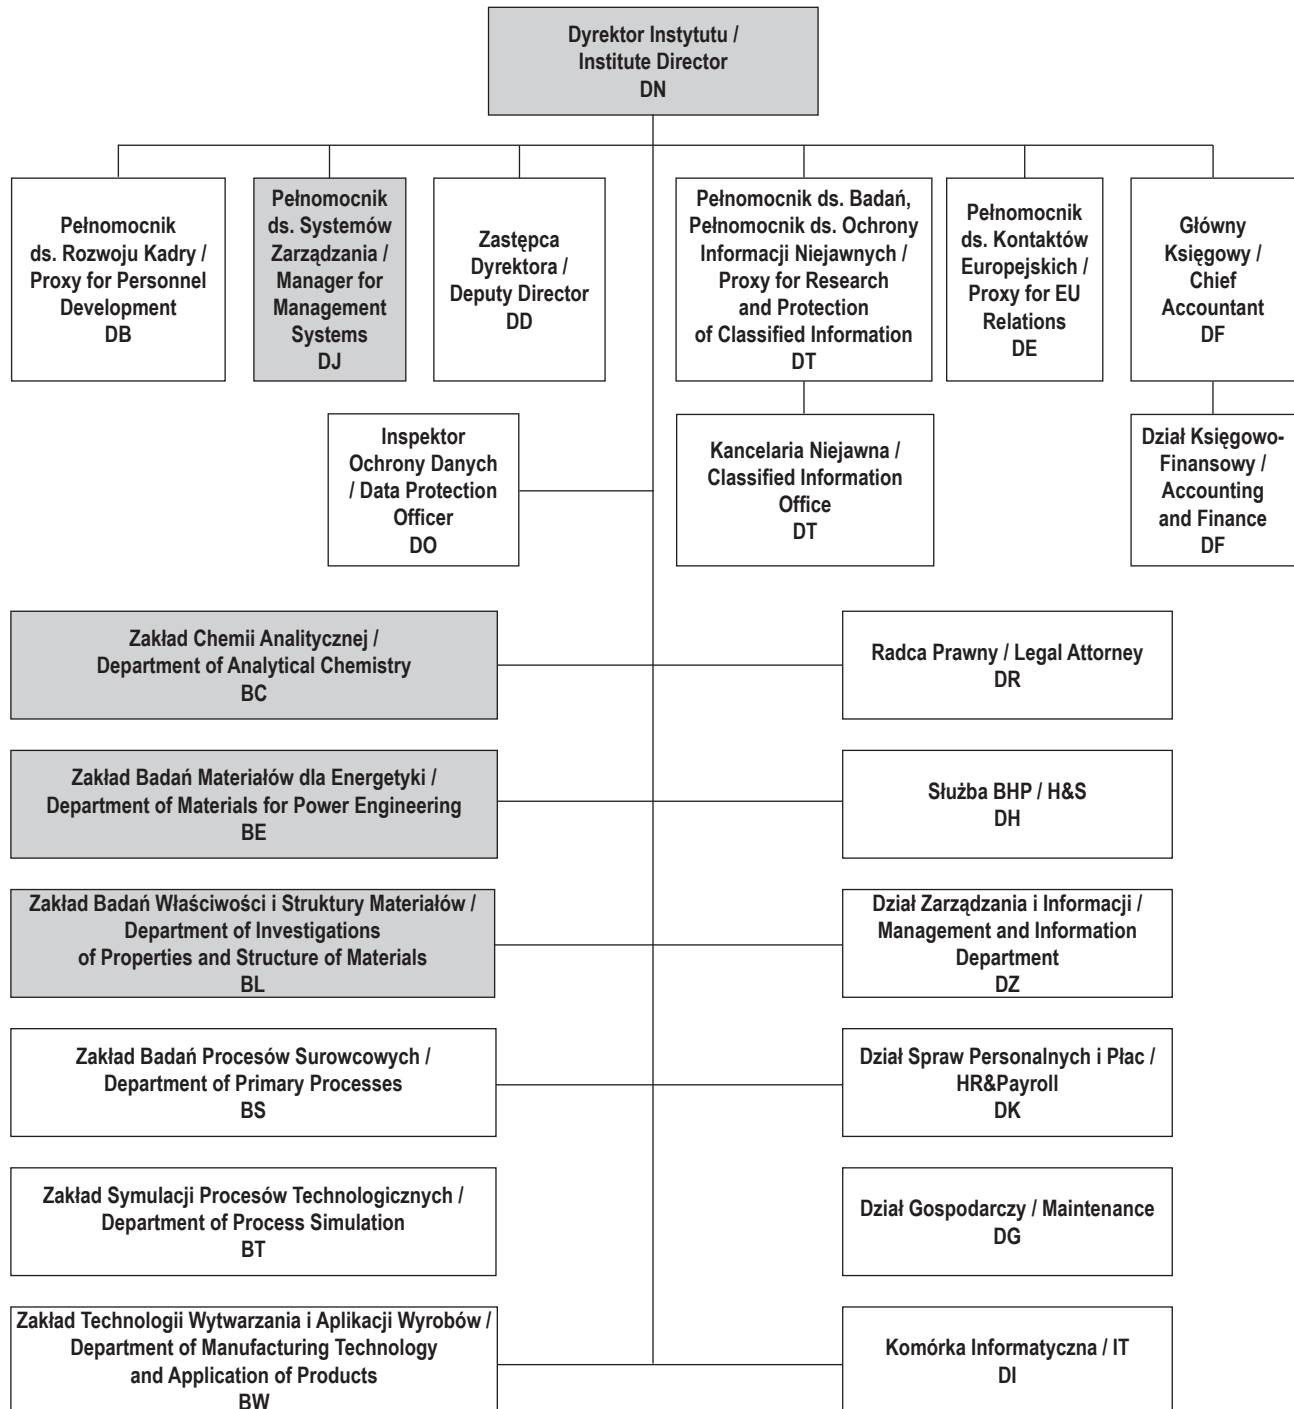 Dyrektor Instytutu /
Institute Director
DN
Pełnomocnik
ds. Rozwoju Kadry /
Proxy for Personnel
Development
DB
Pełnomocnik
ds. Systemów
Zarządzania /
Manager for
Management
Systems
DJ
Zastępca
Dyrektora /
Deputy Director
DD
Pełnomocnik ds. Badań,
Pełnomocnik ds. Ochrony
Informacji Niejawnych /
Proxy for Research
and Protection
of Classified Information
DT
Pełnomocnik
ds. Kontaktów
Europejskich /
Proxy for EU
Relations
DE
Główny
Księgowy /
Chief
Accountant
DF
Inspektor
Ochrony Danych
/ Data Protection
Officer
DO
Kancelaria Niejawna /
Classified Information
Office
DT
Dział Księgowo-
Finansowy /
Accounting
and Finance
DF
Zakład Chemii Analitycznej /
Department of Analytical Chemistry
BC
Radca Prawny / Legal Attorney
DR
Zakład Badań Materiałów dla Energetyki /
Department of Materials for Power Engineering
BE
Służba BHP / H&S
DH
Zakład Badań Właściwości i Struktury Materiałów /
Department of Investigations
of Properties and Structure of Materials
BL
Dział Zarządzania i Informacji /
Management and Information
Department
DZ
Zakład Badań Procesów Surowcowych /
Department of Primary Processes
BS
Dział Spraw Personalnych i Płac /
HR&Payroll
DK
Zakład Symulacji Procesów Technologicznych /
Department of Process Simulation
BT
Dział Gospodarczy / Maintenance
DG
Zakład Technologii Wytwarzania i Aplikacji Wyrobów /
Department of Manufacturing Technology
and Application of Products
BW
Komórka Informatyczna / IT
DI